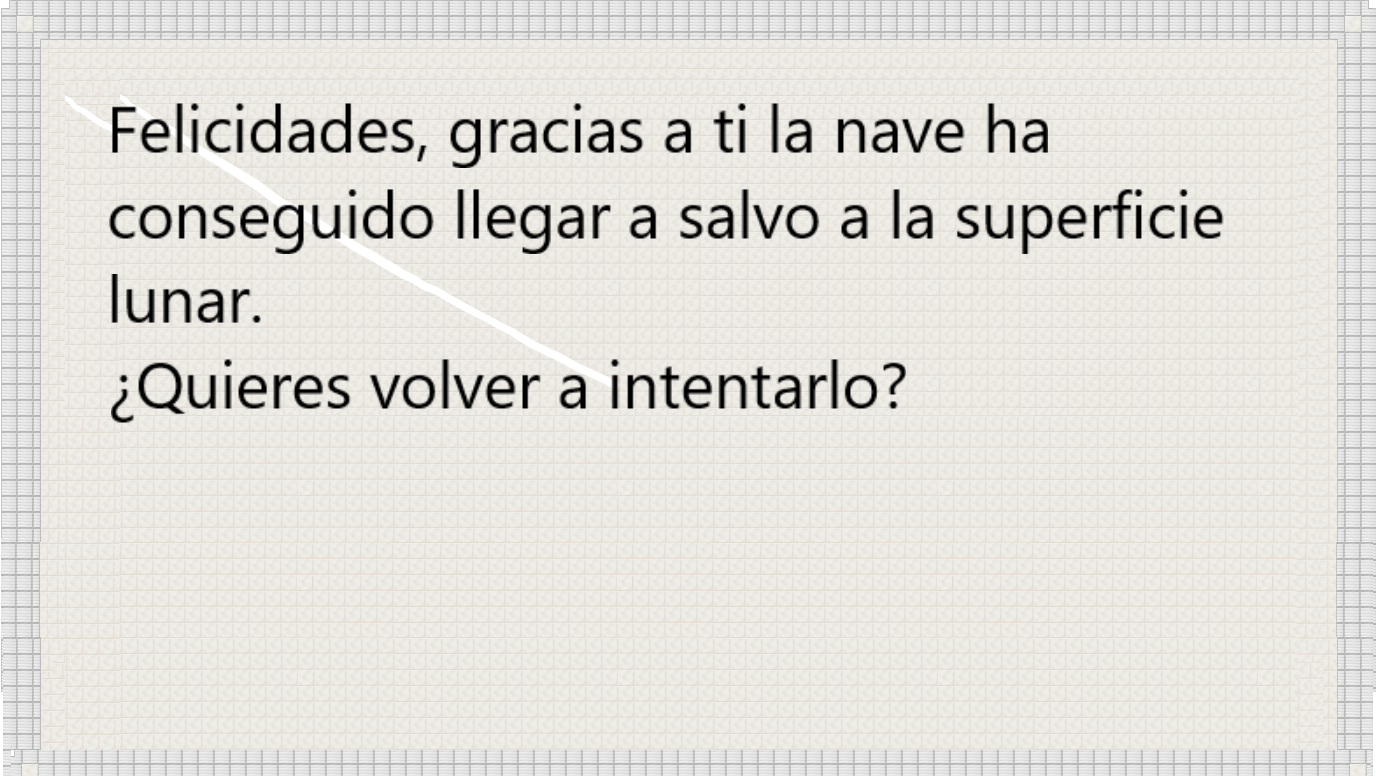 Felicidades, gracias a ti la nave ha
conseguido llegar a salvo a la superficie
lunar.
¿Quieres volver a intentarlo?